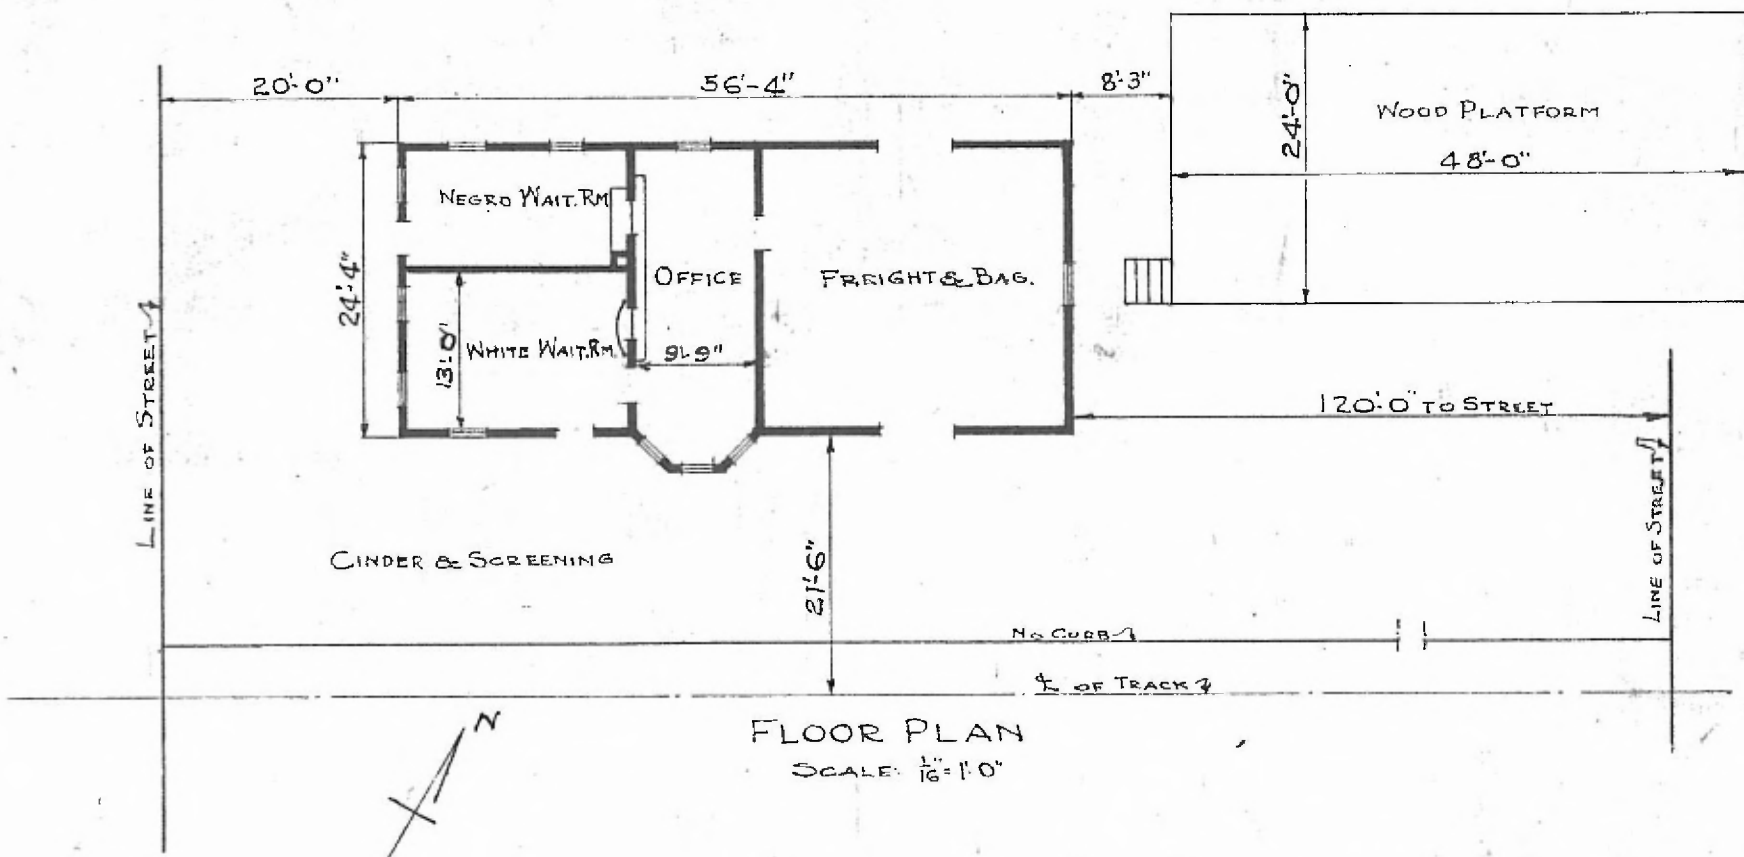 20'-0"
56'-4"
8'-3"
24'-0"
WOOD PLATFORM
48'-0"
NEGRO WAIT. RM
24'-4"
OFFICE
FREIGHT & BAG.
13'-0"
WHITE WAIT. RM.
9'-9"
LINE OF STREET
120'-0" TO STREET
LINE OF STREET
CINDER & SCREENING
21'-6"
NO CURB
℄ OF TRACK
N
FLOOR PLAN
SCALE: 1/16" = 1'-0"